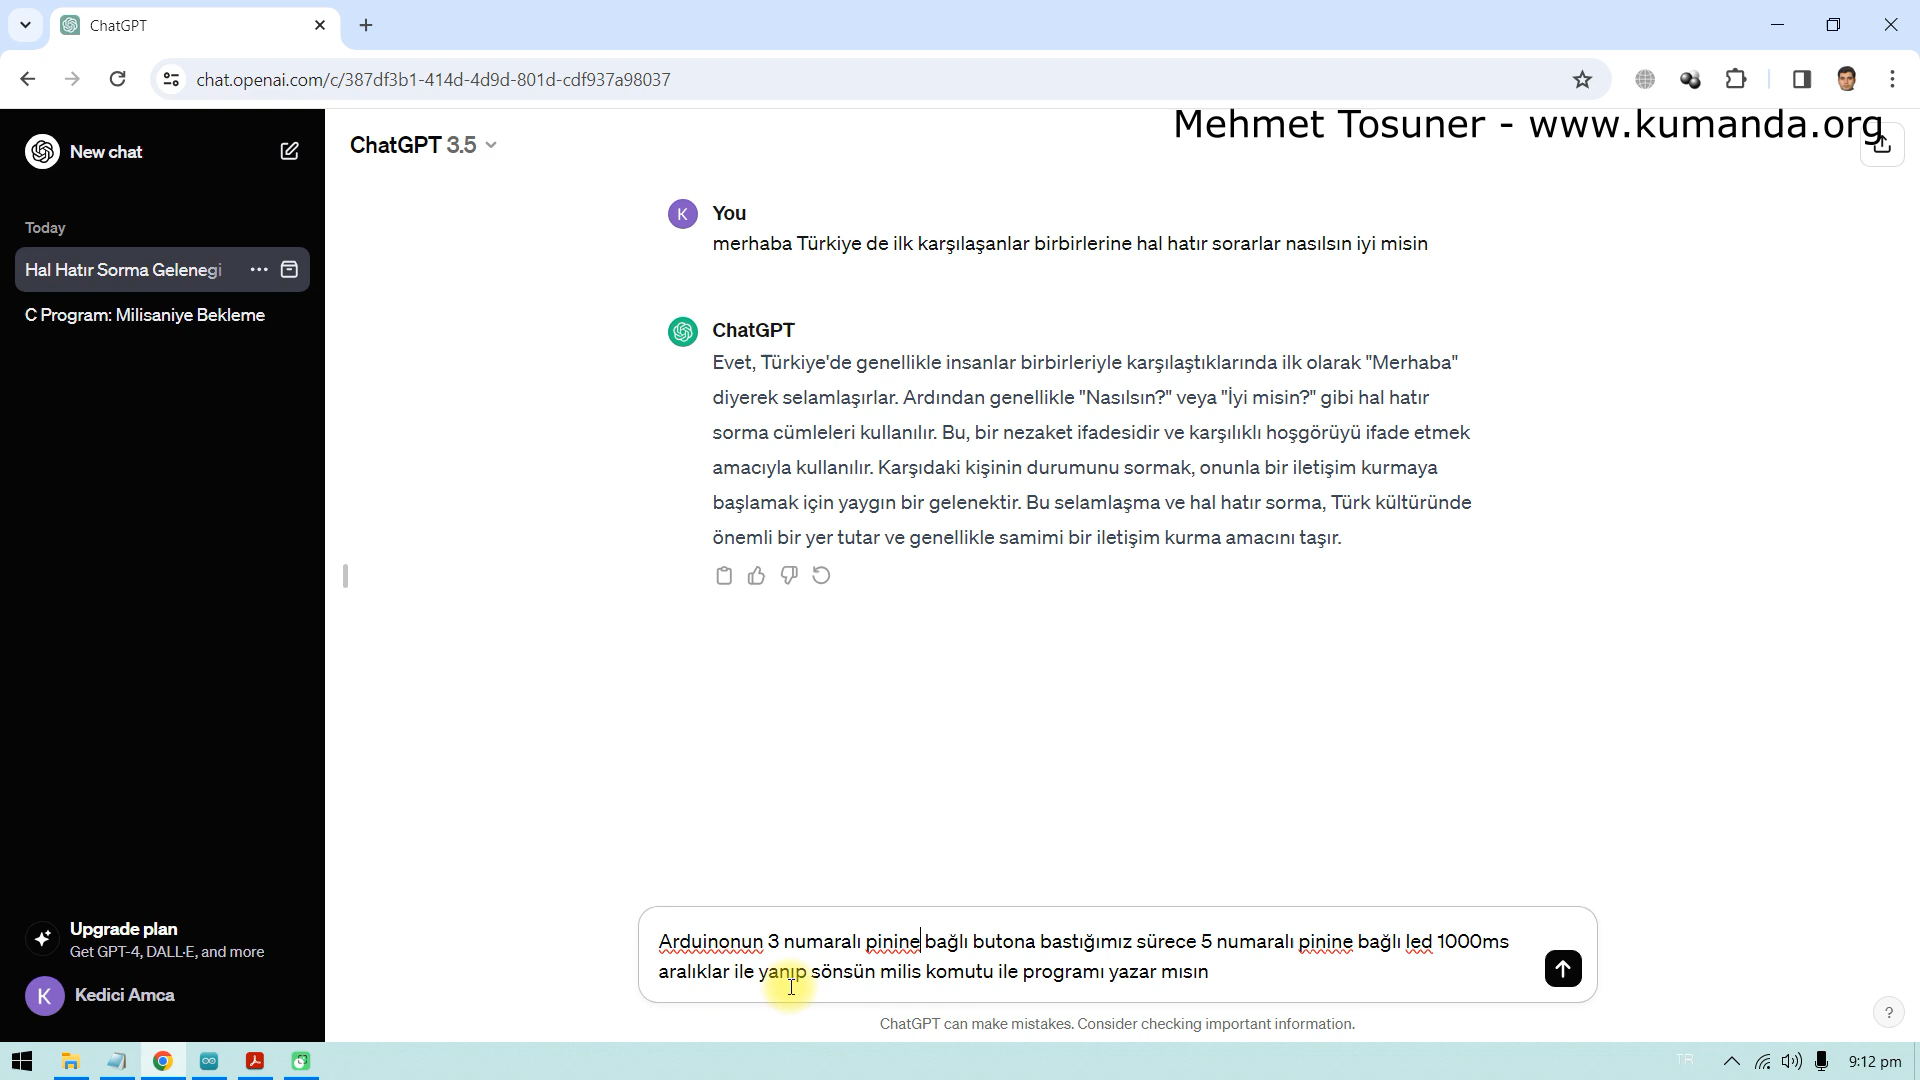 ChatGPT
chat.openai.com/c/387df3b1-414d-4d9d-801d-cdf937a98037
Mehmet Tosuner - www.kumanda.org
New chat
ChatGPT 3.5
Today
Hal Hatır Sorma Gelenegi
C Program: Milisaniye Bekleme
K
You
merhaba Türkiye de ilk karşılaşanlar birbirlerine hal hatır sorarlar nasılsın iyi misin
ChatGPT
Evet, Türkiye'de genellikle insanlar birbirleriyle karşılaştıklarında ilk olarak "Merhaba"
diyerek selamlaşırlar. Ardından genellikle "Nasılsın?" veya "İyi misin?" gibi hal hatır
sorma cümleleri kullanılır. Bu, bir nezaket ifadesidir ve karşılıklı hoşgörüyü ifade etmek
amacıyla kullanılır. Karşıdaki kişinin durumunu sormak, onunla bir iletişim kurmaya
başlamak için yaygın bir gelenektir. Bu selamlaşma ve hal hatır sorma, Türk kültüründe
önemli bir yer tutar ve genellikle samimi bir iletişim kurma amacını taşır.
Upgrade plan
Get GPT-4, DALL·E, and more
K
Kedici Amca
Arduinonun 3 numaralı pinine bağlı butona bastığımız sürece 5 numaralı pinine bağlı led 1000ms
aralıklar ile yanıp sönsün milis komutu ile programı yazar mısın
ChatGPT can make mistakes. Consider checking important information.
?
TR
9:12 pm